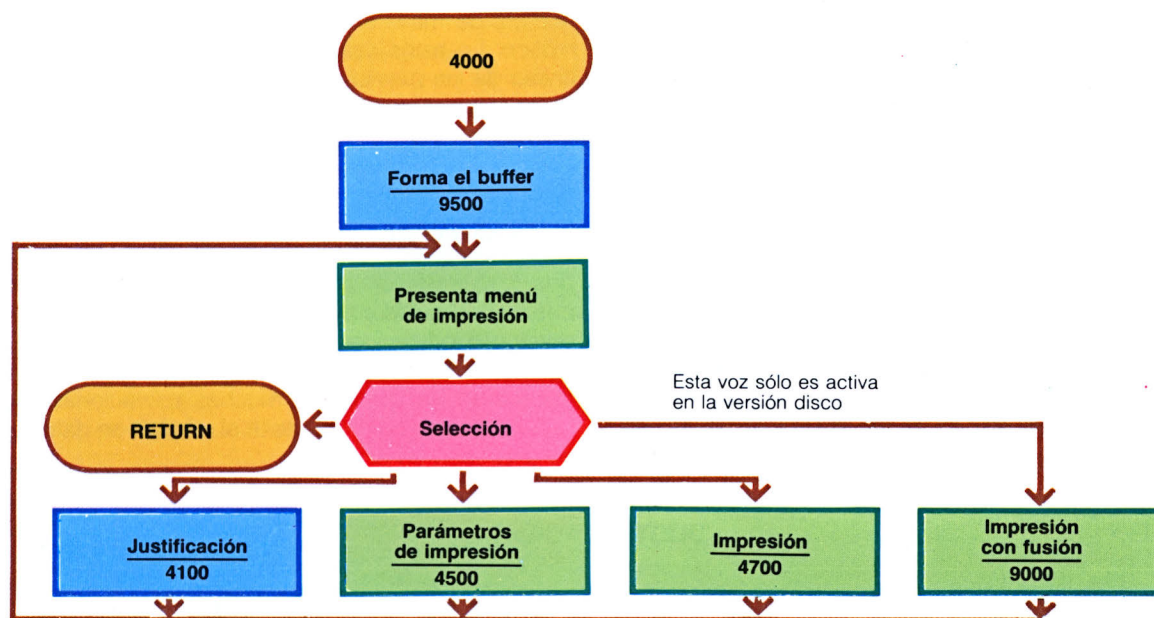 4000
Forma el buffer
9500
Presenta menú
de impresión
Esta voz sólo es activa
en la versión disco
RETURN
Selección
Justificación
4100
Parámetros
de impresión
4500
Impresión
4700
Impresión
con fusión
9000